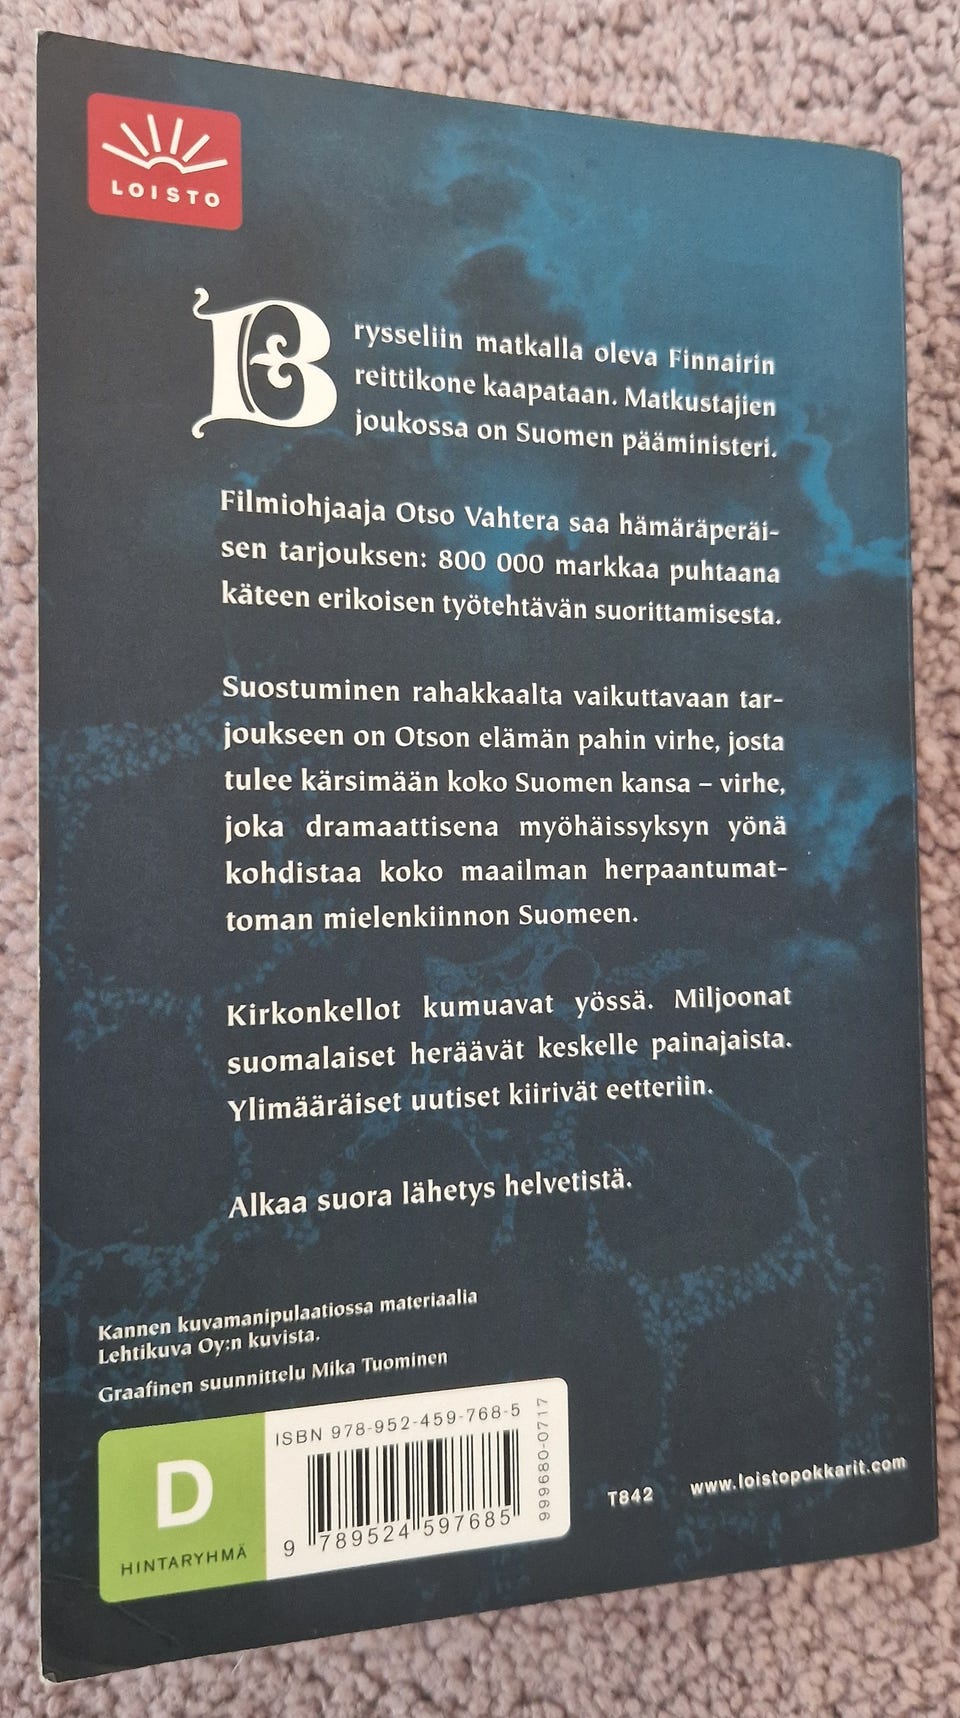 LOISTO
Brysseliin matkalla oleva Finnairin
reittikone kaapataan. Matkustajien
joukossa on Suomen pääministeri.
Filmiohjaaja Otso Vahtera saa hämäräperäi-
sen tarjouksen: 800 000 markkaa puhtaana
käteen erikoisen työtehtävän suorittamisesta.
Suostuminen rahakkaalta vaikuttavaan tar-
joukseen on Otson elämän pahin virhe, josta
tulee kärsimään koko Suomen kansa – virhe,
joka dramaattisena myöhäissyksyn yönä
kohdistaa koko maailman herpaantumat-
toman mielenkiinnon Suomeen.
Kirkonkellot kumuavat yössä. Miljoonat
suomalaiset heräävät keskelle painajaista.
Ylimääräiset uutiset kiirivät eetteriin.
Alkaa suora lähetys helvetistä.
Kannen kuvamanipulaatiossa materiaalia
Lehtikuva Oy:n kuvista.
Graafinen suunnittelu Mika Tuominen
D
HINTARYHMÄ
ISBN 978-952-459-768-5
9 789524 597685
999680-0717
T842
www.loistopokkarit.com